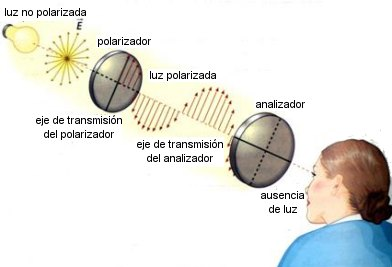 luz no polarizada
E
polarizador
luz polarizada
analizador
eje de transmisión
del polarizador
eje de transmisión
del analizador
ausencia
de luz